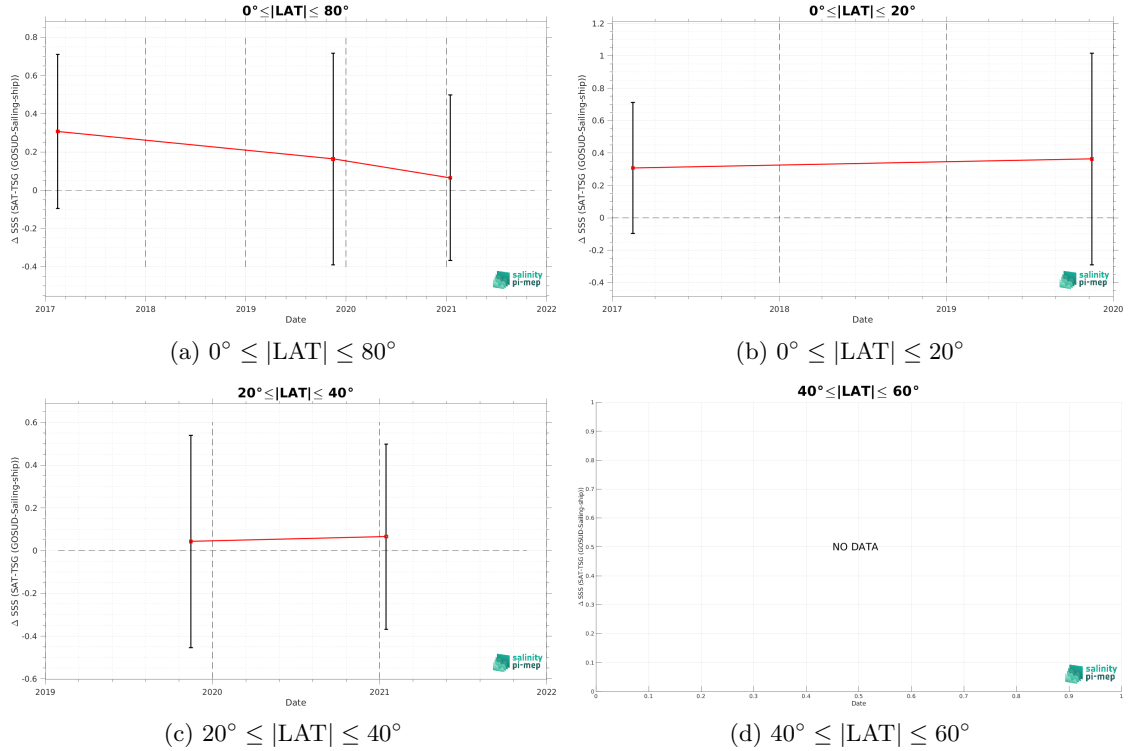 0°≤|LAT|≤ 80°
0.8
0.6
0.4
0.2
0
-0.2
-0.4
Δ SSS (SAT-TSG (GOSUD-Sailing-ship))
2017 2018 2019 2020 2021 2022
Date
salinity
pi-mep
(a) 0° ≤ |LAT| ≤ 80°
0°≤|LAT|≤ 20°
1.2
1
0.8
0.6
0.4
0.2
0
-0.2
-0.4
Δ SSS (SAT-TSG (GOSUD-Sailing-ship))
2017 2018 2019 2020
Date
salinity
pi-mep
(b) 0° ≤ |LAT| ≤ 20°
20°≤|LAT|≤ 40°
0.6
0.4
0.2
0
-0.2
-0.4
-0.6
Δ SSS (SAT-TSG (GOSUD-Sailing-ship))
2019 2020 2021 2022
Date
salinity
pi-mep
(c) 20° ≤ |LAT| ≤ 40°
40°≤|LAT|≤ 60°
1
0.9
0.8
0.7
0.6
0.5
0.4
0.3
0.2
0.1
0
Δ SSS (SAT-TSG (GOSUD-Sailing-ship))
NO DATA
0 0.1 0.2 0.3 0.4 0.5 0.6 0.7 0.8 0.9 1
Date
salinity
pi-mep
(d) 40° ≤ |LAT| ≤ 60°